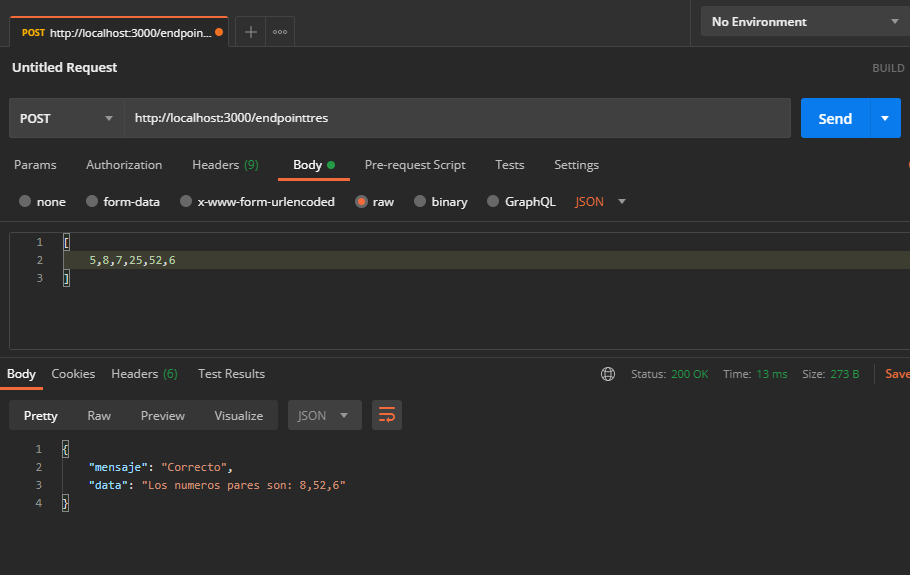 POST http://localhost:3000/endpoin...
No Environment
Untitled Request
BUILD
POST
http://localhost:3000/endpointtres
Send
Params Authorization Headers (9) Body Pre-request Script Tests Settings
none form-data x-www-form-urlencoded raw binary GraphQL JSON
1 [
2 5,8,7,25,52,6
3 ]
Body Cookies Headers (6) Test Results Status: 200 OK Time: 13 ms Size: 273 B Save
Pretty Raw Preview Visualize JSON
1 {
2 "mensaje": "Correcto",
3 "data": "Los numeros pares son: 8,52,6"
4 }